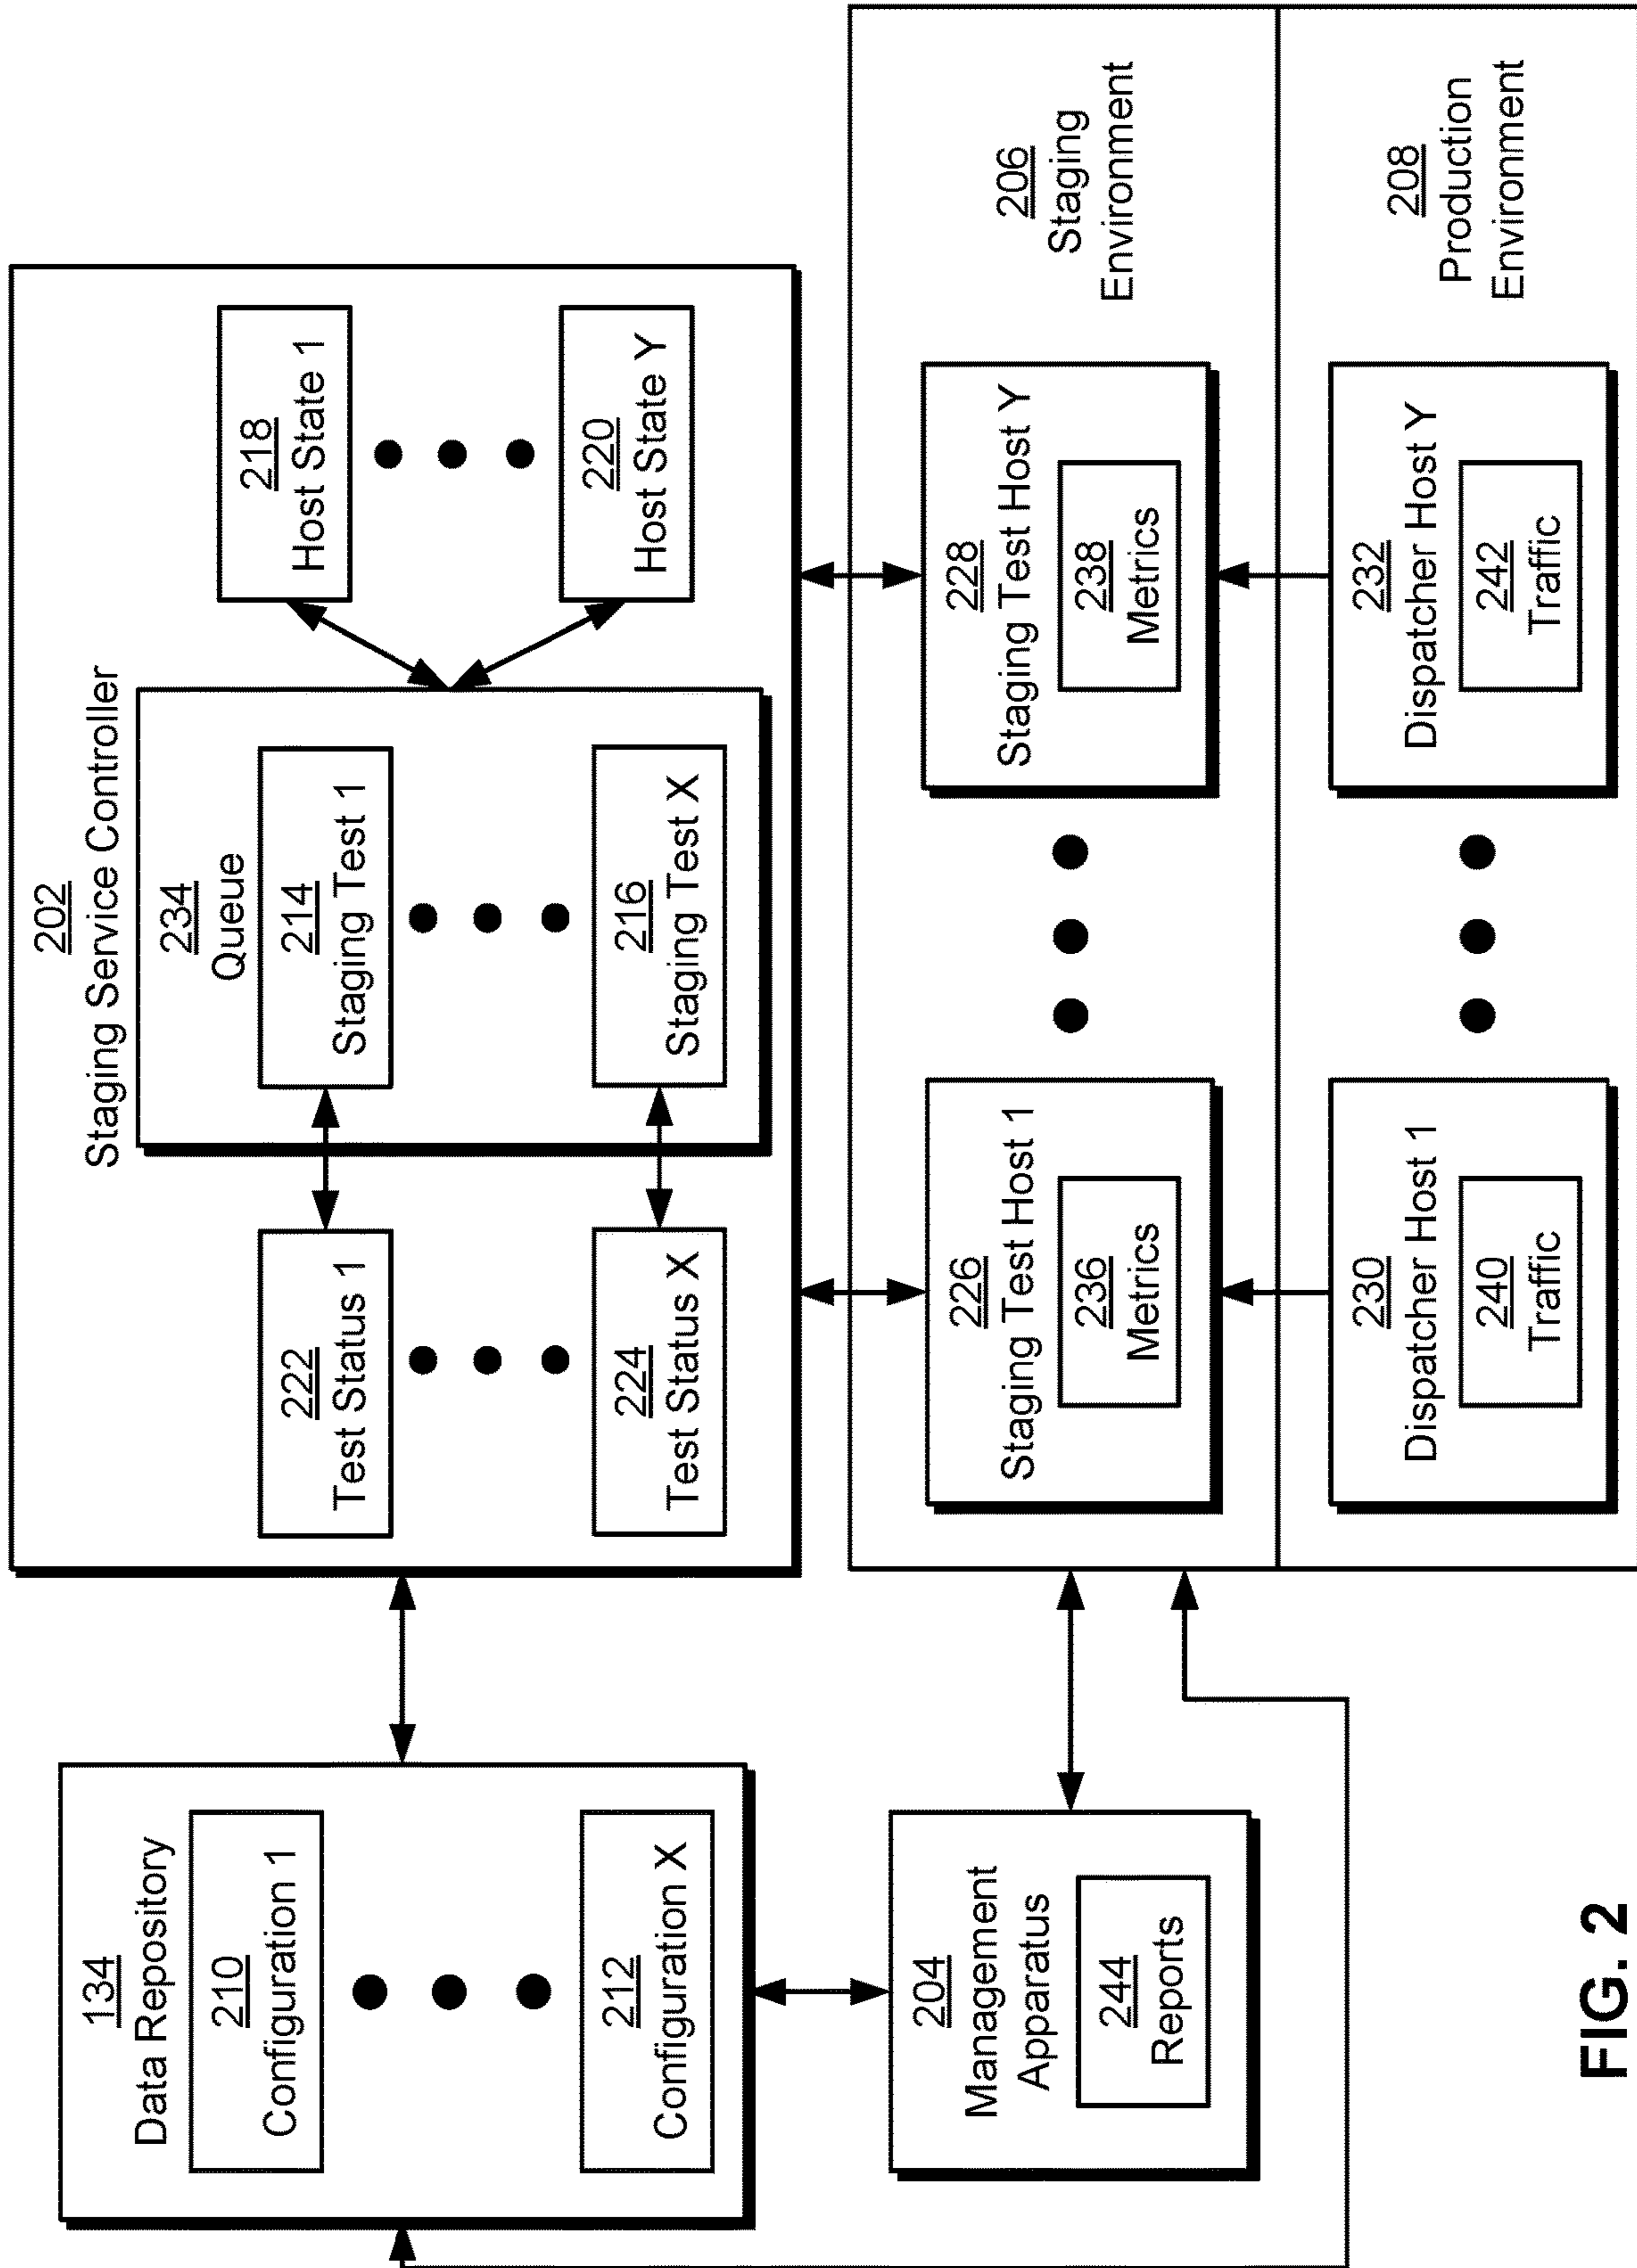 134
Data Repository
210
Configuration 1
212
Configuration X
204
Management
Apparatus
244
Reports
202
Staging Service Controller
222
Test Status 1
224
Test Status X
234
Queue
214
Staging Test 1
216
Staging Test X
218
Host State 1
220
Host State Y
226
Staging Test Host 1
236
Metrics
228
Staging Test Host Y
238
Metrics
206
Staging
Environment
230
Dispatcher Host 1
240
Traffic
232
Dispatcher Host Y
242
Traffic
208
Production
Environment
FIG. 2